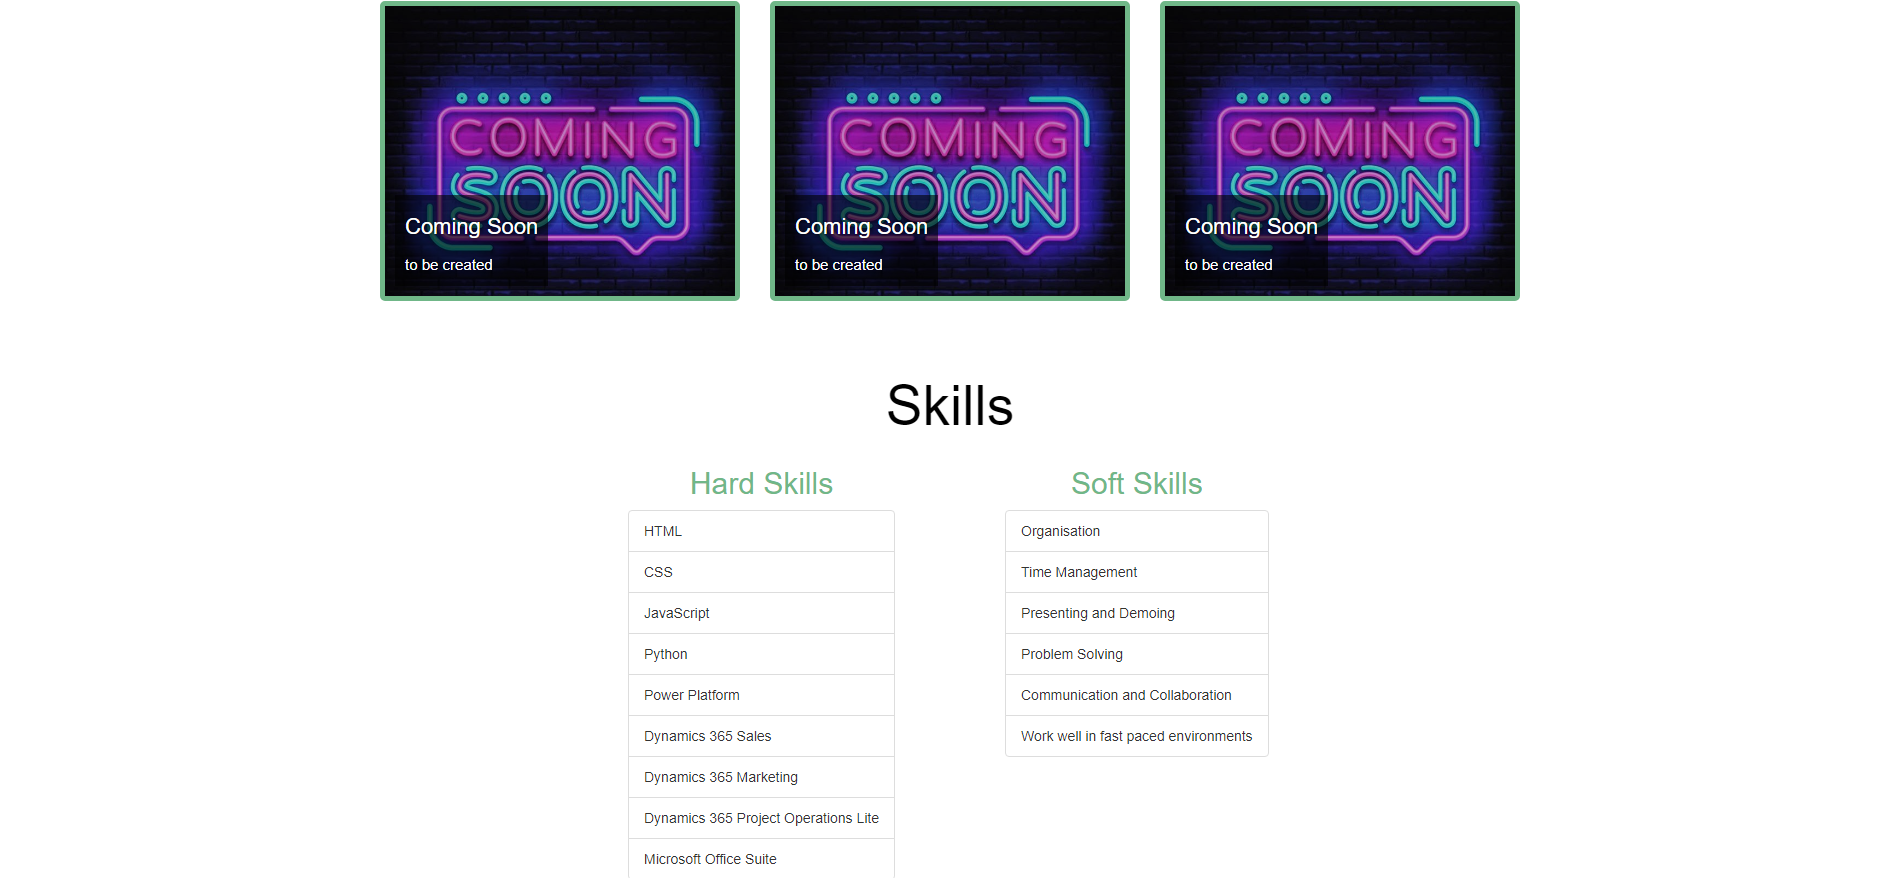 COMING
SOON
Coming Soon
to be created
COMING
SOON
Coming Soon
to be created
COMING
SOON
Coming Soon
to be created
Skills
Hard Skills
HTML
CSS
JavaScript
Python
Power Platform
Dynamics 365 Sales
Dynamics 365 Marketing
Dynamics 365 Project Operations Lite
Microsoft Office Suite
Soft Skills
Organisation
Time Management
Presenting and Demoing
Problem Solving
Communication and Collaboration
Work well in fast paced environments